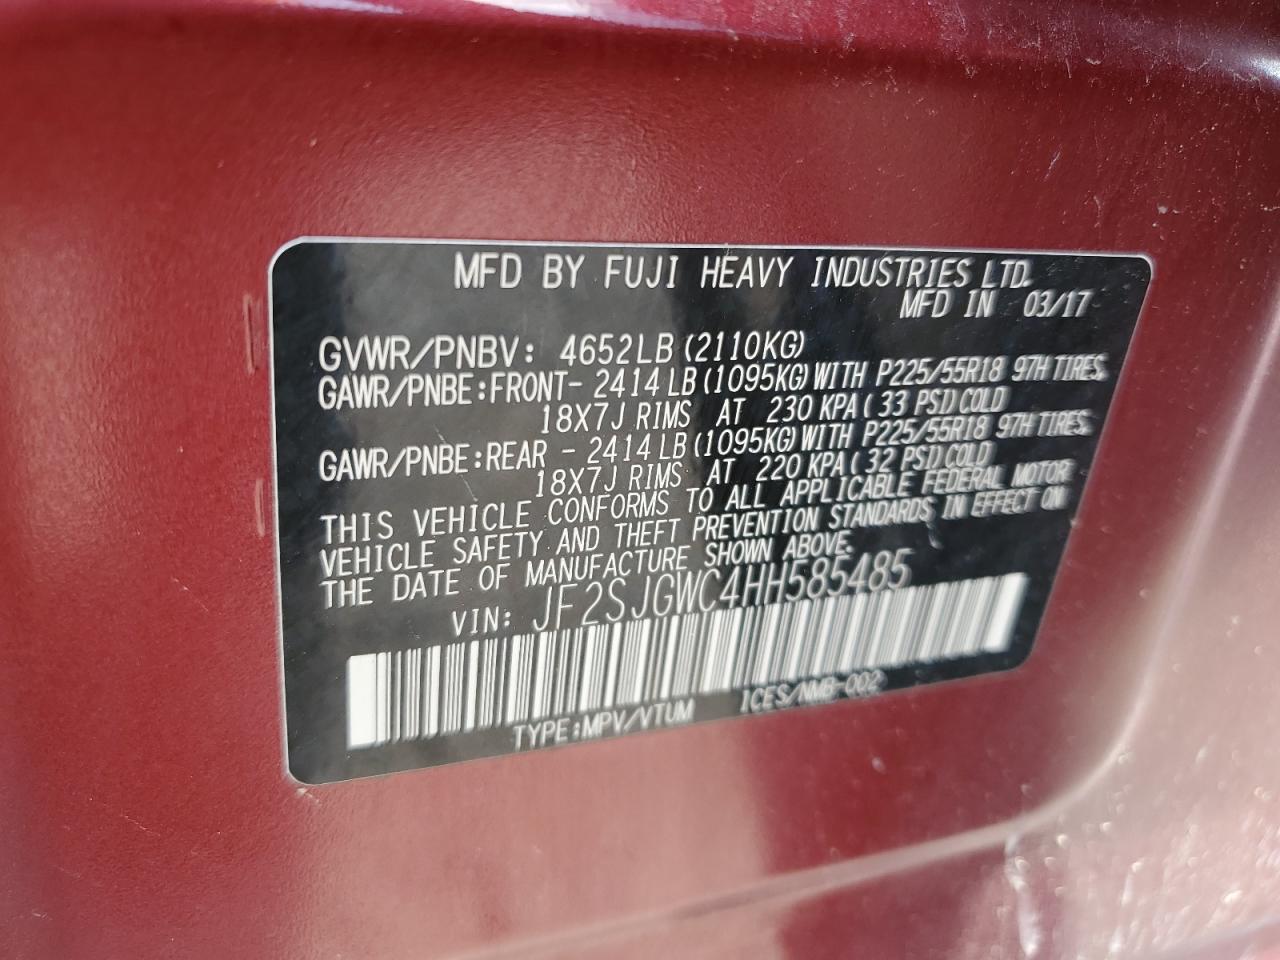 MFD BY FUJI HEAVY INDUSTRIES LTD.
MFD IN 03/17
GVWR/PNBV: 4652LB (2110KG)
GAWR/PNBE:FRONT- 2414LB (1095KG) WITH P225/55R18 97H TIRES
18X7J RIMS AT 230 KPA ( 33 PSI) COLD
GAWR/PNBE:REAR - 2414LB (1095KG) WITH P225/55R18 97H TIRES
18X7J RIMS AT 220 KPA ( 32 PSI) COLD
THIS VEHICLE CONFORMS TO ALL APPLICABLE FEDERAL MOTOR
VEHICLE SAFETY AND THEFT PREVENTION STANDARDS IN EFFECT ON
THE DATE OF MANUFACTURE SHOWN ABOVE.
VIN: JF2SJGWC4HH585485
TYPE:MPV/VTUM ICES/NMB-002